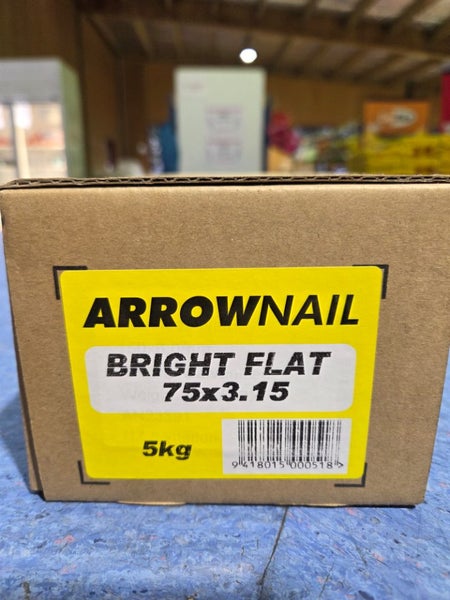 ARROWNAIL
BRIGHT FLAT
75x3.15
5kg
9 418015 000518 >